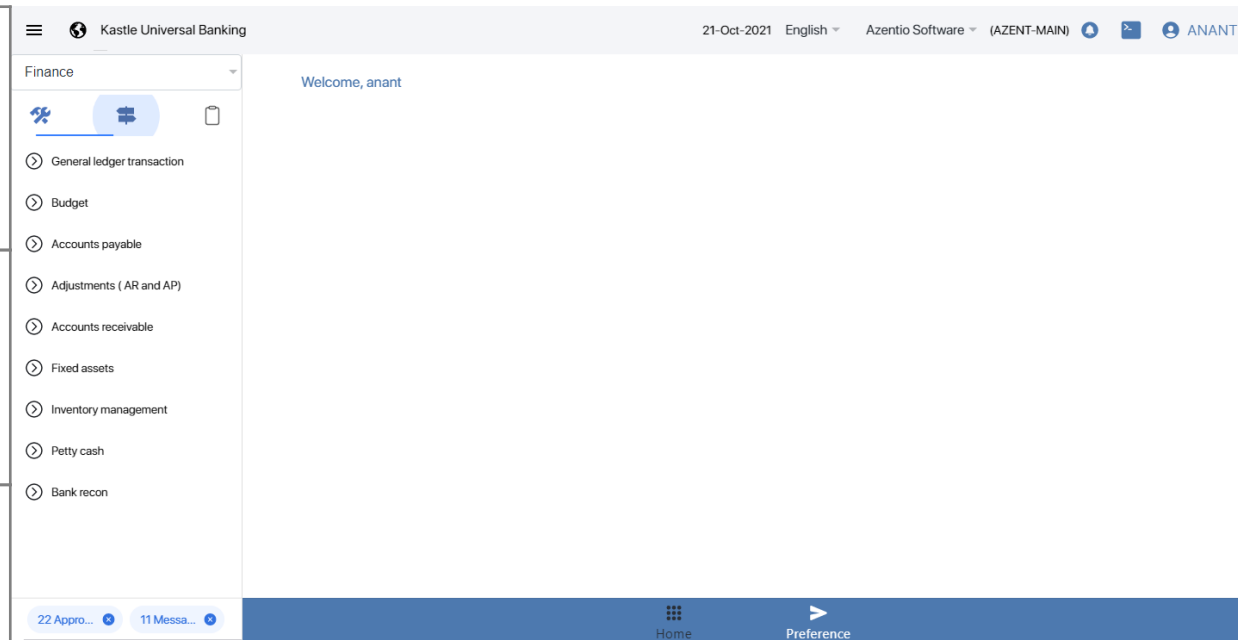 Kastle Universal Banking
21-Oct-2021 English Azentio Software (AZENT-MAIN) ANANT
Finance
Welcome, anant
General ledger transaction
Budget
Accounts payable
Adjustments ( AR and AP)
Accounts receivable
Fixed assets
Inventory management
Petty cash
Bank recon
22 Appro... 11 Messa...
Home Preference